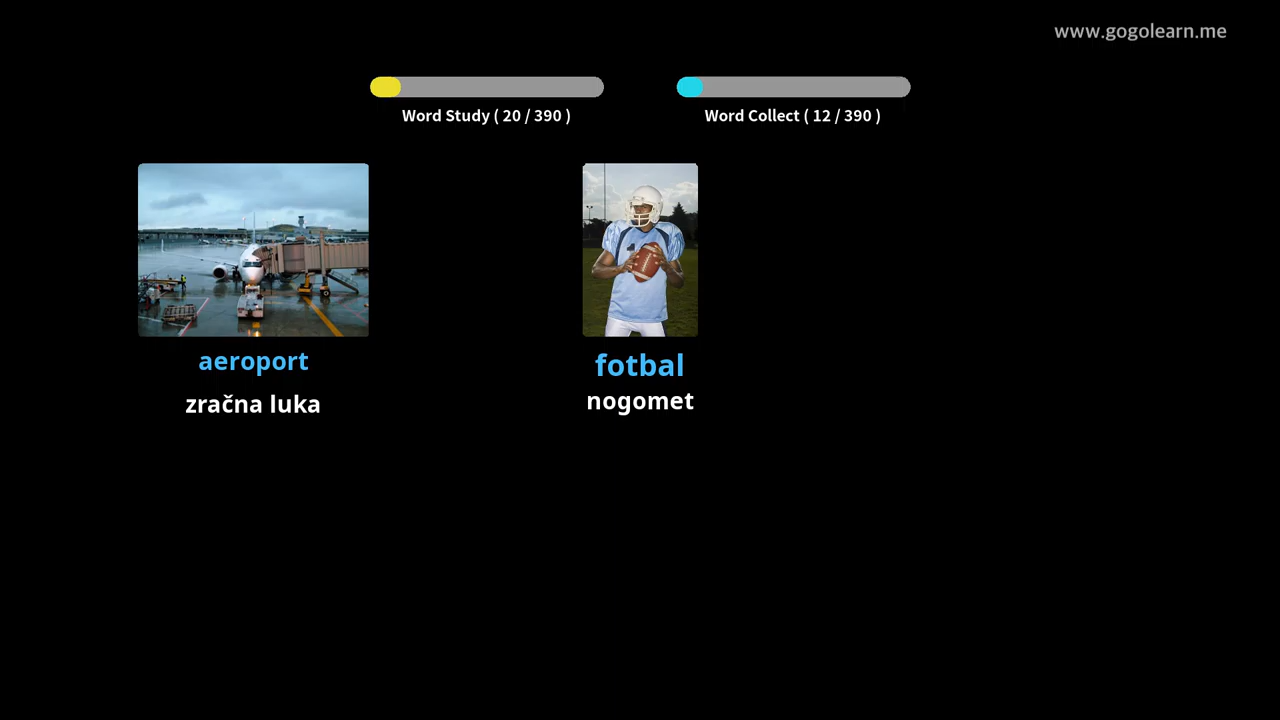 www.gogolearn.me
Word Study ( 20 / 390 )
Word Collect ( 12 / 390 )
aeroport
zračna luka
fotbal
nogomet